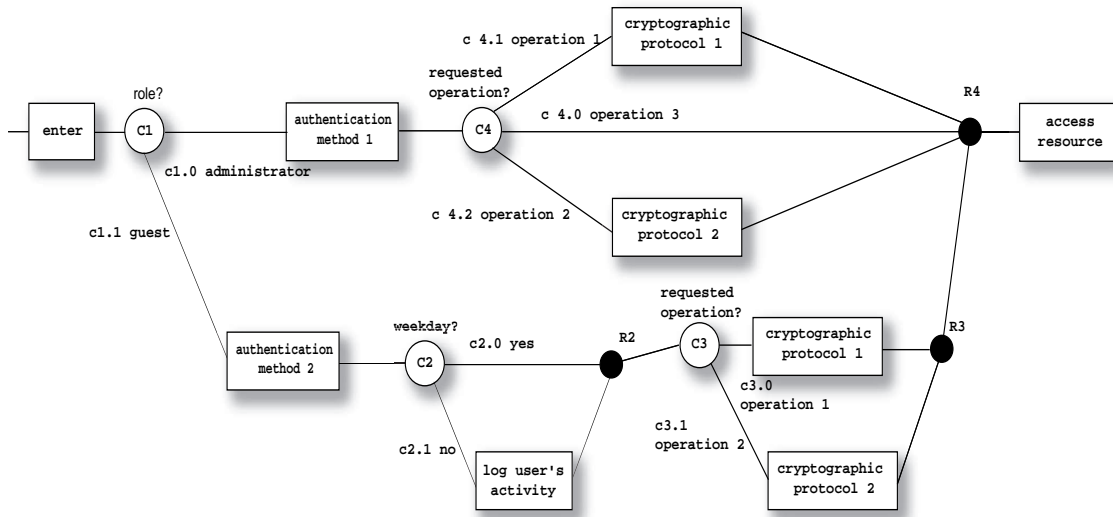 cryptographic
protocol 1
c 4.1 operation 1
requested
operation?
R4
role?
enter
C1
authentication
method 1
C4
c 4.0 operation 3
access
resource
c1.0 administrator
c 4.2 operation 2
cryptographic
protocol 2
c1.1 guest
requested
operation?
weekday?
c2.0 yes
R2
C3
cryptographic
protocol 1
R3
authentication
method 2
C2
c3.0
operation 1
c3.1
operation 2
c2.1 no
log user's
activity
cryptographic
protocol 2